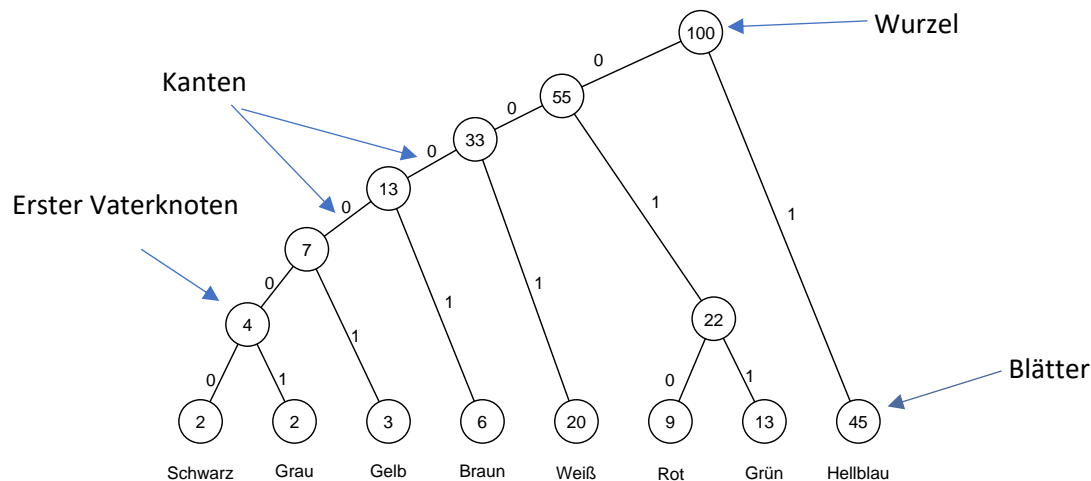 Wurzel
100
0
Kanten
55
0
33
0
13
0
1
1
Erster Vaterknoten
7
0
1
1
4
22
1
0
1
0
1
Blätter
2
2
3
6
20
9
13
45
Schwarz
Grau
Gelb
Braun
Weiß
Rot
Grün
Hellblau